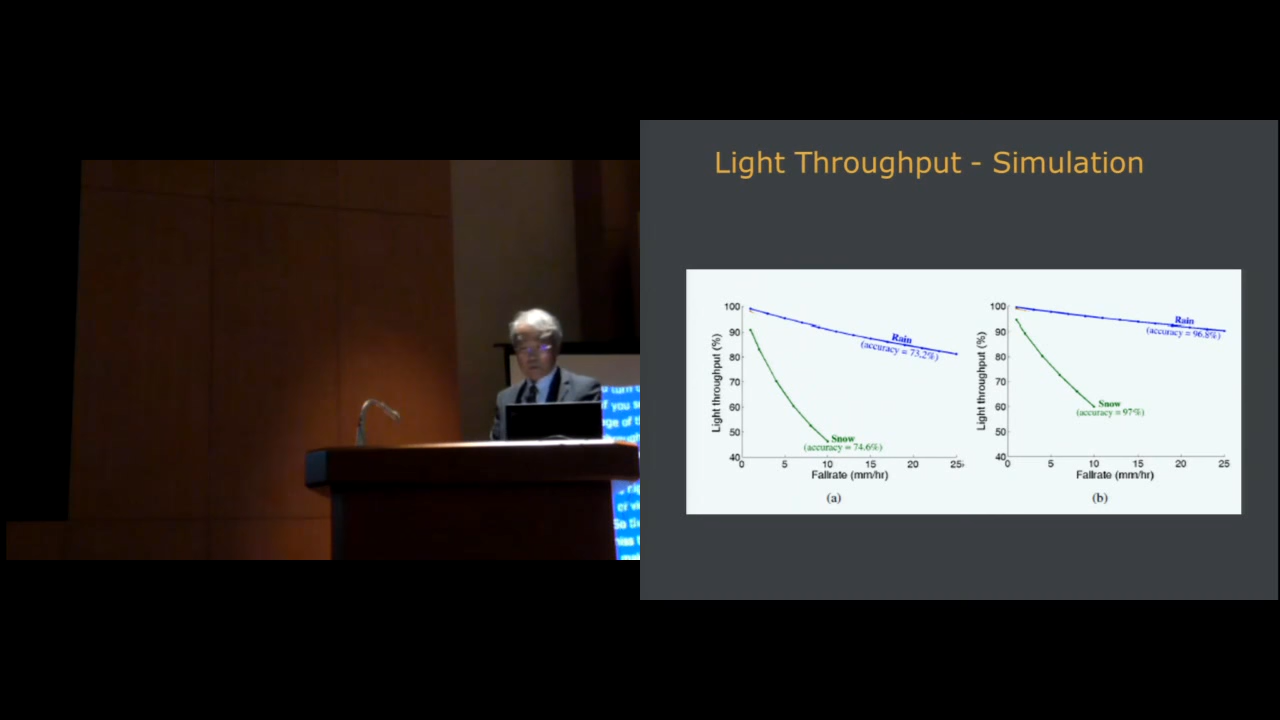 Light Throughput - Simulation
100
90
80
70
60
50
40
0
5
10
15
20
25
Light throughput (%)
Fallrate (mm/hr)
Rain
(accuracy = 73.2%)
Snow
(accuracy = 74.6%)
(a)
100
90
80
70
60
50
40
0
5
10
15
20
25
Light throughput (%)
Fallrate (mm/hr)
Rain
(accuracy = 96.8%)
Snow
(accuracy = 97%)
(b)
you s
So